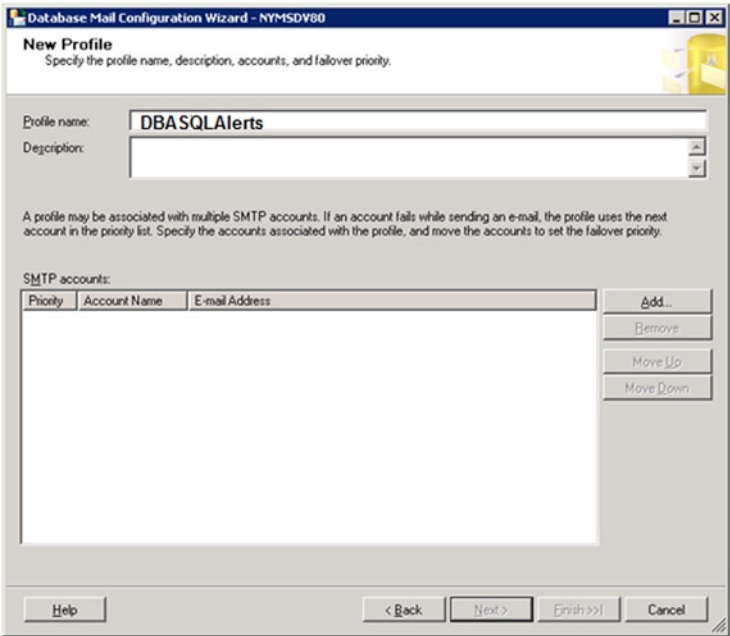 Database Mail Configuration Wizard - NYMSDV80
New Profile
Specify the profile name, description, accounts, and failover priority.
Profile name: DBASQLAlerts
Description:
A profile may be associated with multiple SMTP accounts. If an account fails while sending an e-mail, the profile uses the next
account in the priority list. Specify the accounts associated with the profile, and move the accounts to set the failover priority.
SMTP accounts:
Priority Account Name E-mail Address
Add...
Remove
Move Up
Move Down
Help < Back Next > Finish >>| Cancel